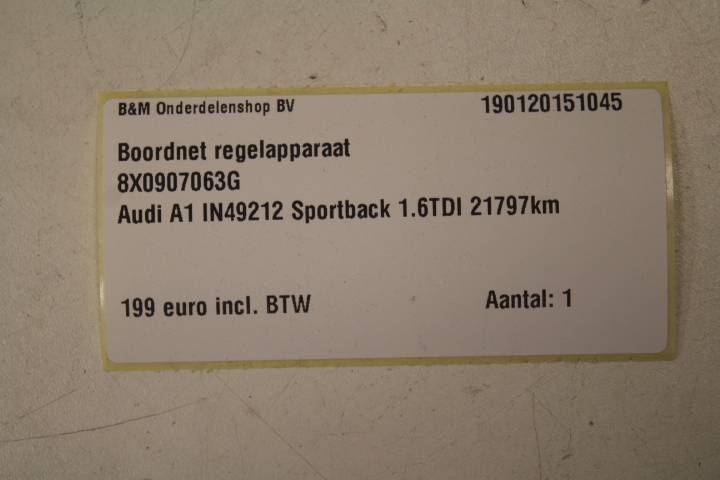 B&M Onderdelenshop BV 190120151045
Boordnet regelapparaat
8X0907063G
Audi A1 IN49212 Sportback 1.6TDI 21797km
199 euro incl. BTW Aantal: 1